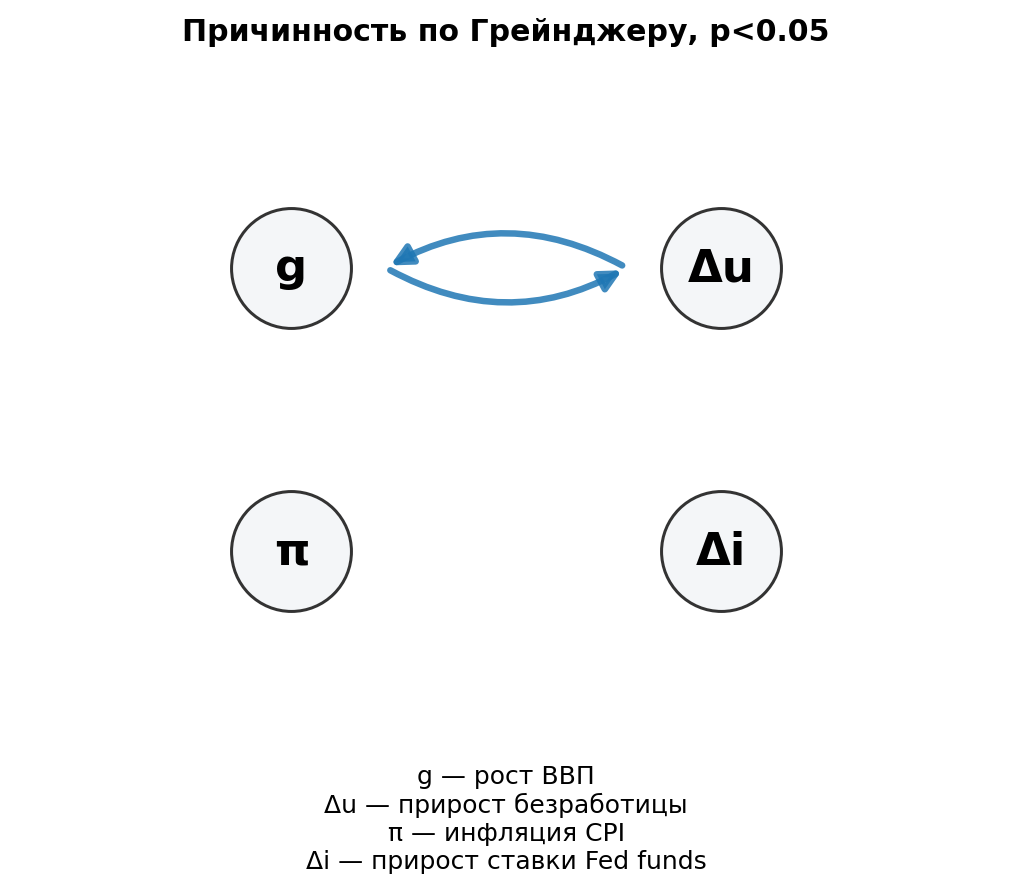 Причинность по Грейнджеру, p<0.05
g
Δu
π
Δi
g — рост ВВП
Δu — прирост безработицы
π — инфляция CPI
Δi — прирост ставки Fed funds